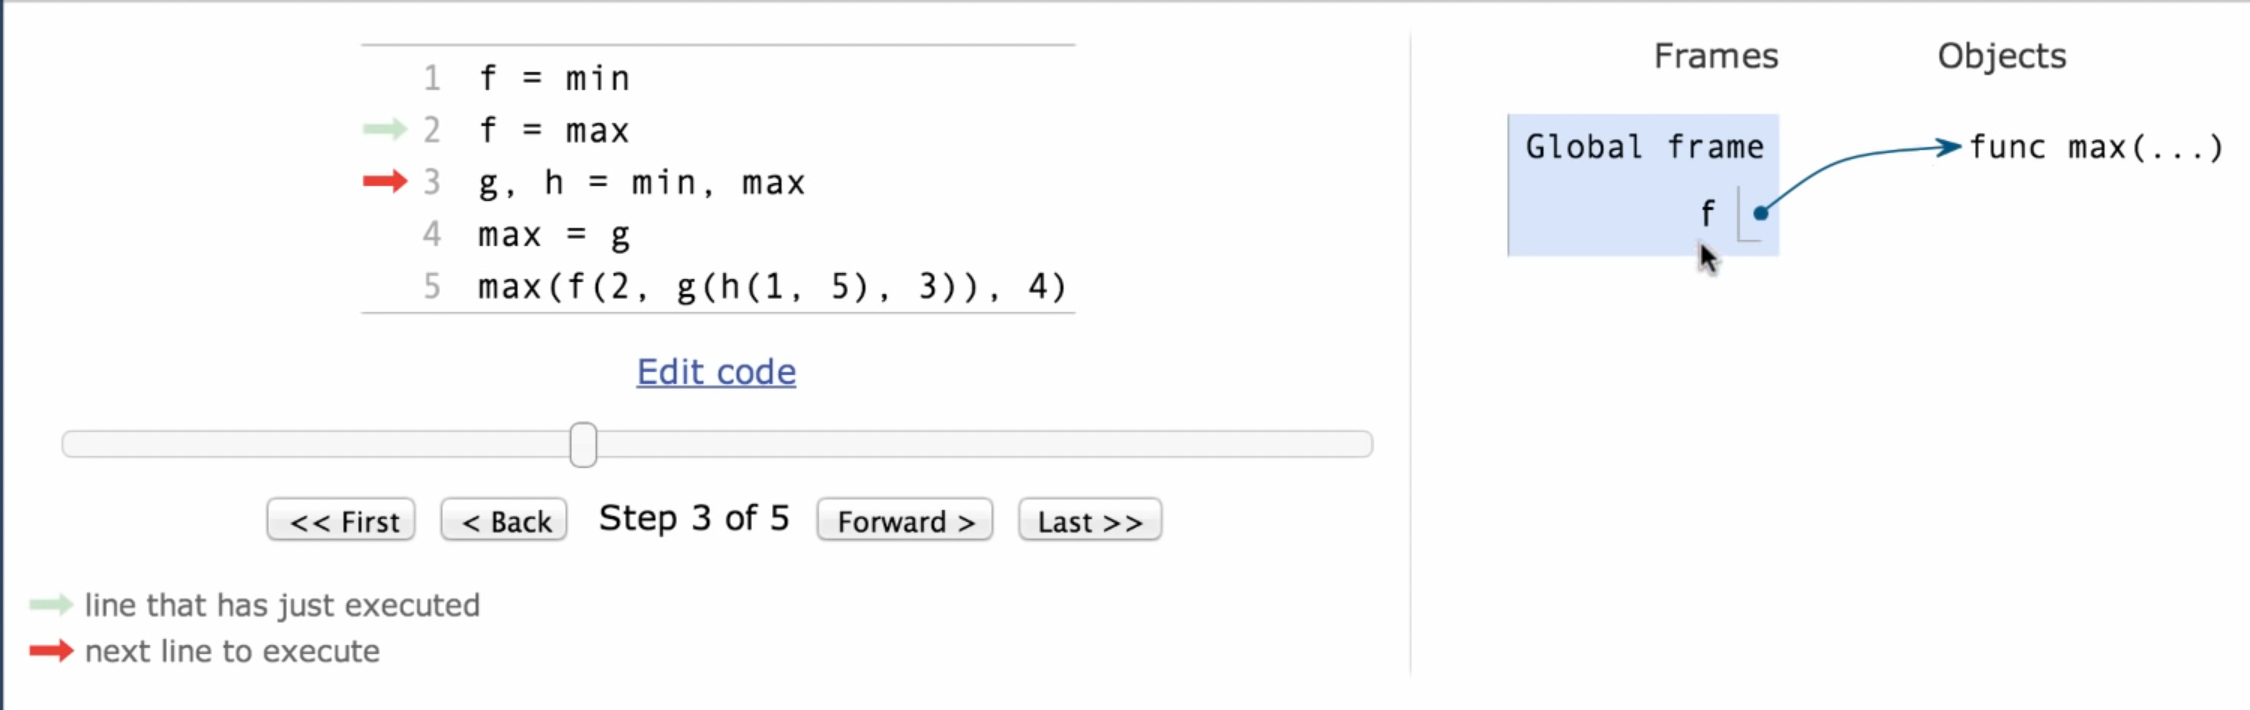 1 f = min
2 f = max
3 g, h = min, max
4 max = g
5 max(f(2, g(h(1, 5), 3)), 4)
Edit code
<< First < Back Step 3 of 5 Forward > Last >>
line that has just executed
next line to execute
Frames Objects
Global frame func max(...)
f